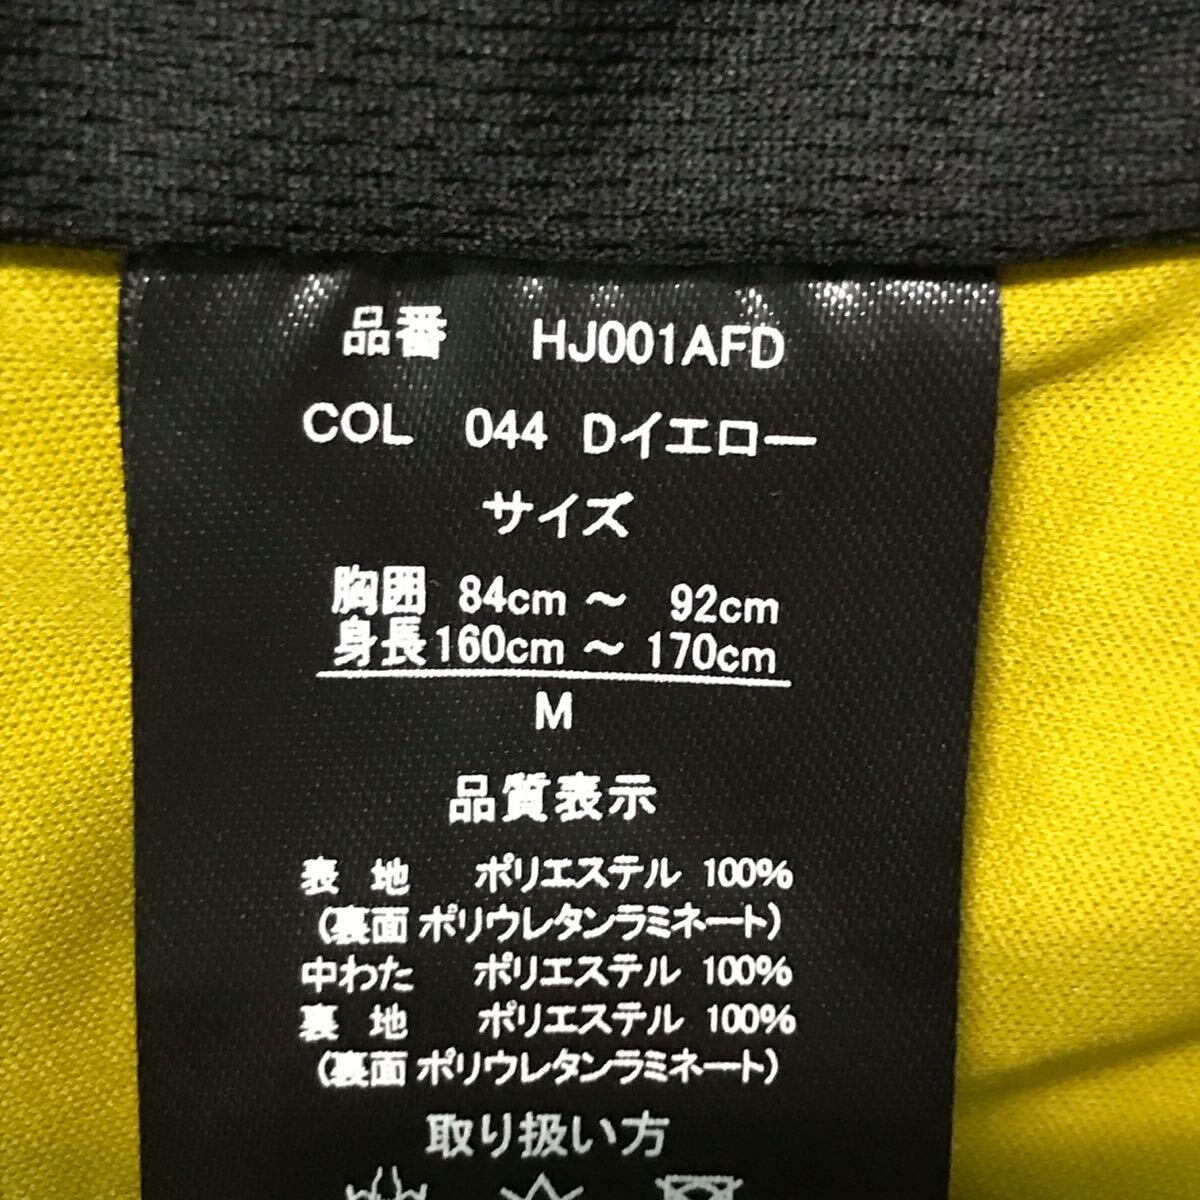 品番 HJ001AFD
COL 044 Dイエロー
サイズ
胸囲 84cm ～ 92cm
身長 160cm ～ 170cm
M
品質表示
表 地 ポリエステル 100%
(裏面 ポリウレタンラミネート)
中わた ポリエステル 100%
裏 地 ポリエステル 100%
(裏面 ポリウレタンラミネート)
取り扱い方